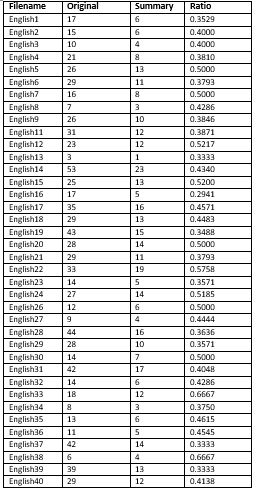 Filename Original Summary Ratio
English1 17 6 0.3529
English2 15 6 0.4000
English3 10 4 0.4000
English4 21 8 0.3810
English5 26 13 0.5000
English6 29 11 0.3793
English7 16 8 0.5000
English8 7 3 0.4286
English9 26 10 0.3846
English11 31 12 0.3871
English12 23 12 0.5217
English13 3 1 0.3333
English14 53 23 0.4340
English15 25 13 0.5200
English16 17 5 0.2941
English17 35 16 0.4571
English18 29 13 0.4483
English19 43 15 0.3488
English20 28 14 0.5000
English21 29 11 0.3793
English22 33 19 0.5758
English23 14 5 0.3571
English24 27 14 0.5185
English26 12 6 0.5000
English27 9 4 0.4444
English28 44 16 0.3636
English29 28 10 0.3571
English30 14 7 0.5000
English31 42 17 0.4048
English32 14 6 0.4286
English33 18 12 0.6667
English34 8 3 0.3750
English35 13 6 0.4615
English36 11 5 0.4545
English37 42 14 0.3333
English38 6 4 0.6667
English39 39 13 0.3333
English40 29 12 0.4138